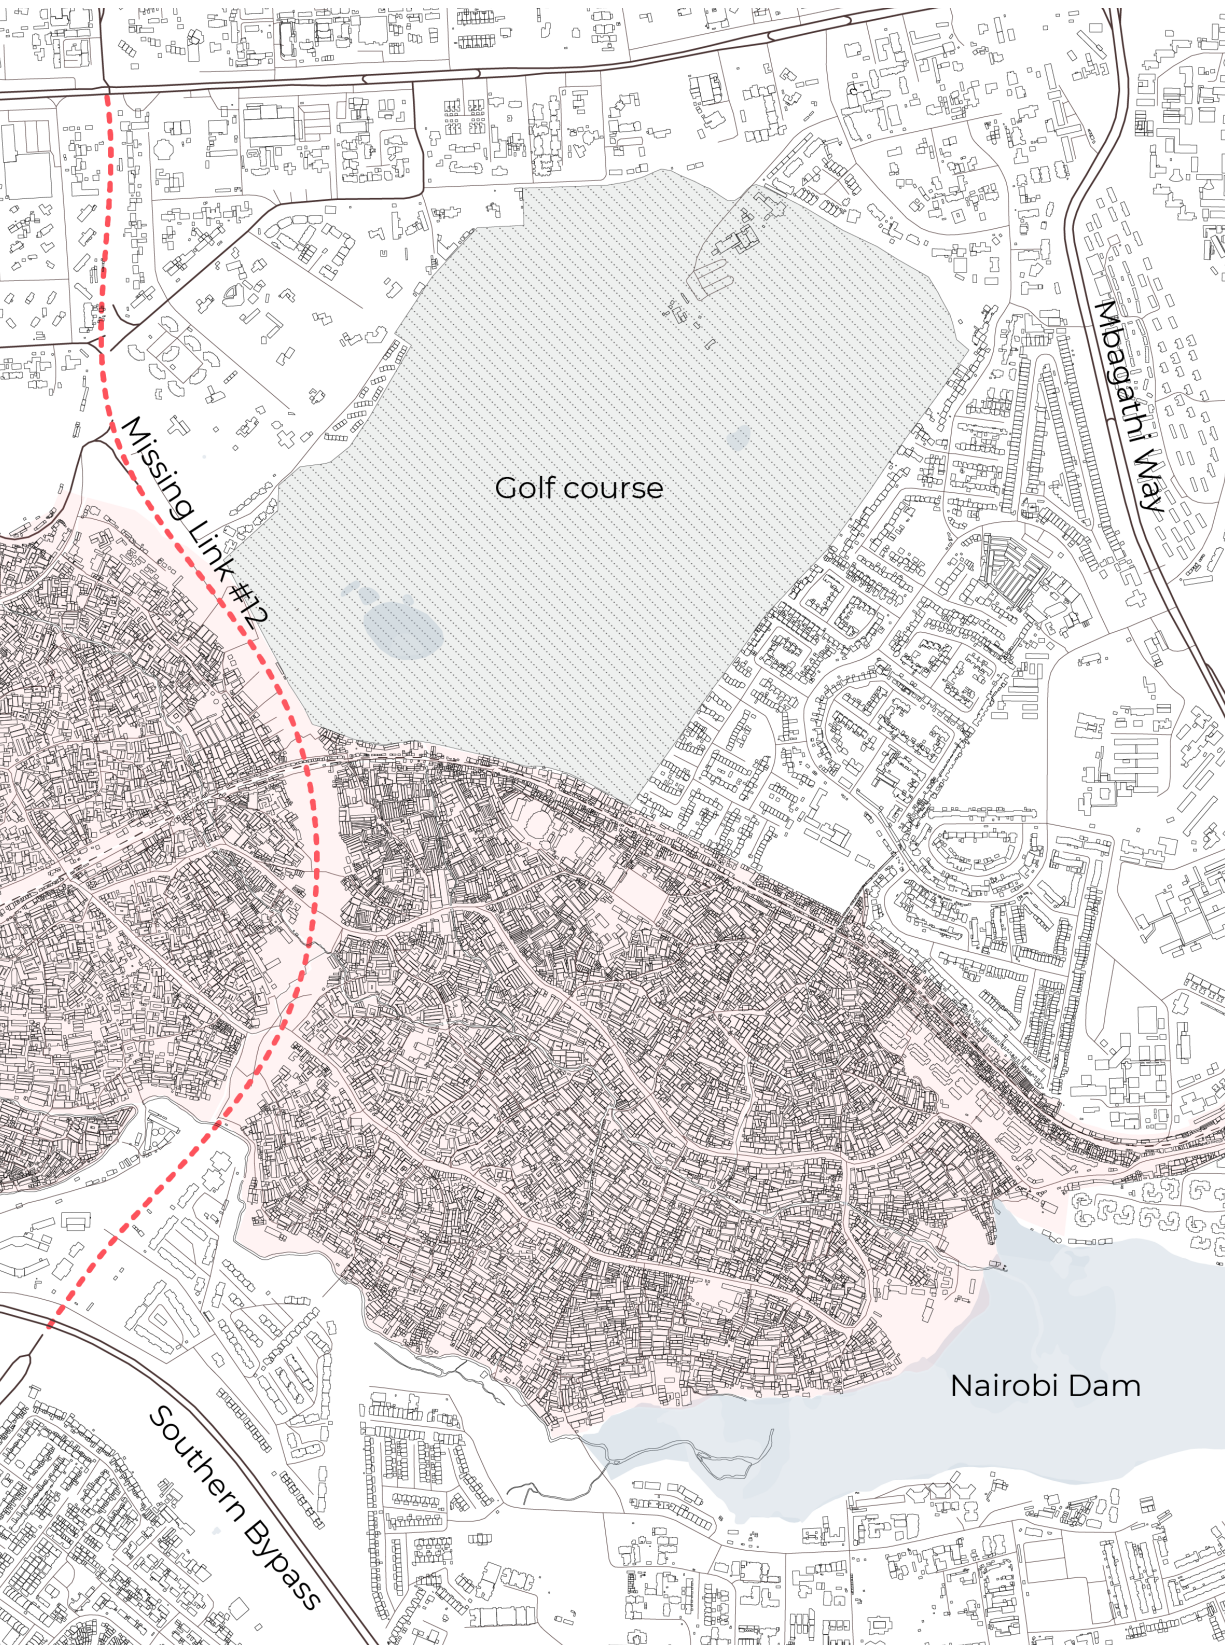 Mbagathi Way
Missing Link #12
Golf course
Nairobi Dam
Southern Bypass